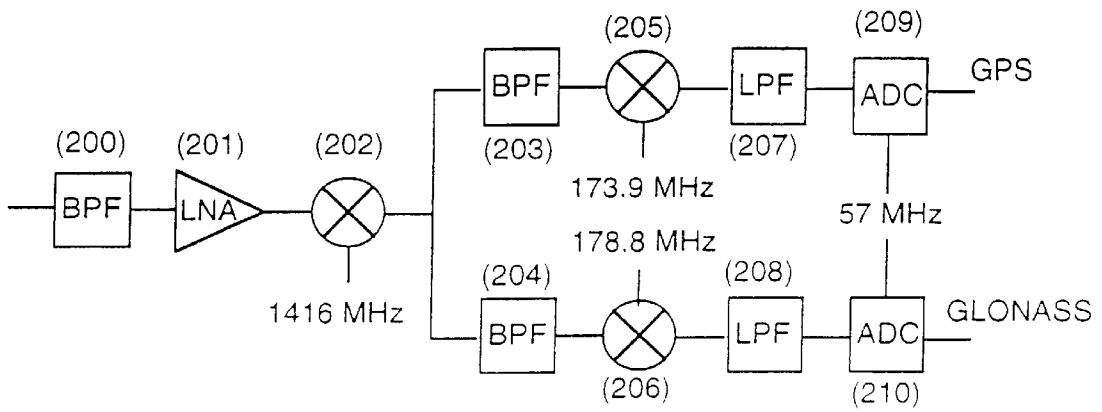 (205)
(209)
BPF
LPF
ADC
GPS
(200)
(201)
(202)
(203)
(207)
173.9 MHz
BPF
LNA
57 MHz
178.8 MHz
(204)
(208)
1416 MHz
BPF
LPF
ADC
GLONASS
(206)
(210)